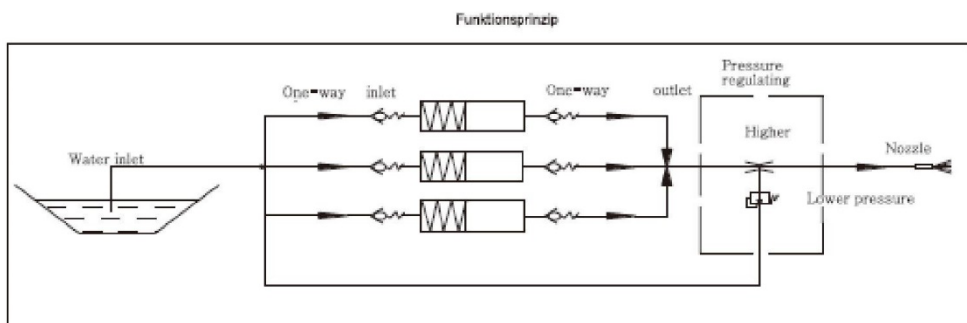 Funktionsprinzip
Pressure
regulating
One-way inlet One-way outlet
Higher
Water inlet
Nozzle
Lower pressure